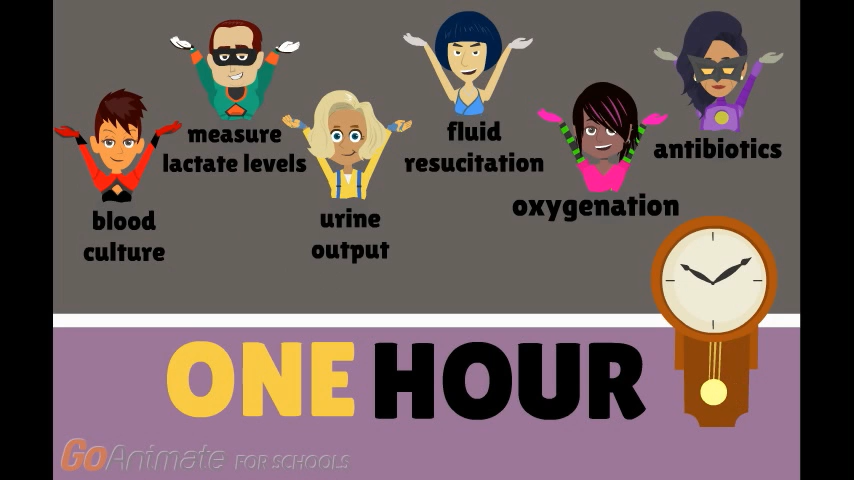 blood
culture
measure
lactate levels
urine
output
fluid
resucitation
oxygenation
antibiotics
ONE HOUR
GoAnimate FOR SCHOOLS